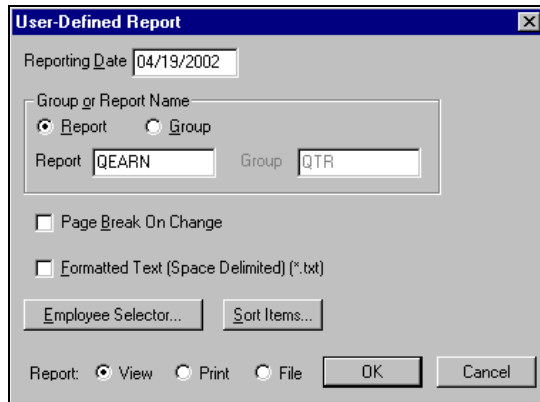 User-Defined Report
Reporting Date 04/19/2002
Group or Report Name
Report Group
Report QEARN Group QTR
Page Break On Change
Formatted Text (Space Delimited) (*.txt)
Employee Selector... Sort Items...
Report: View Print File OK Cancel